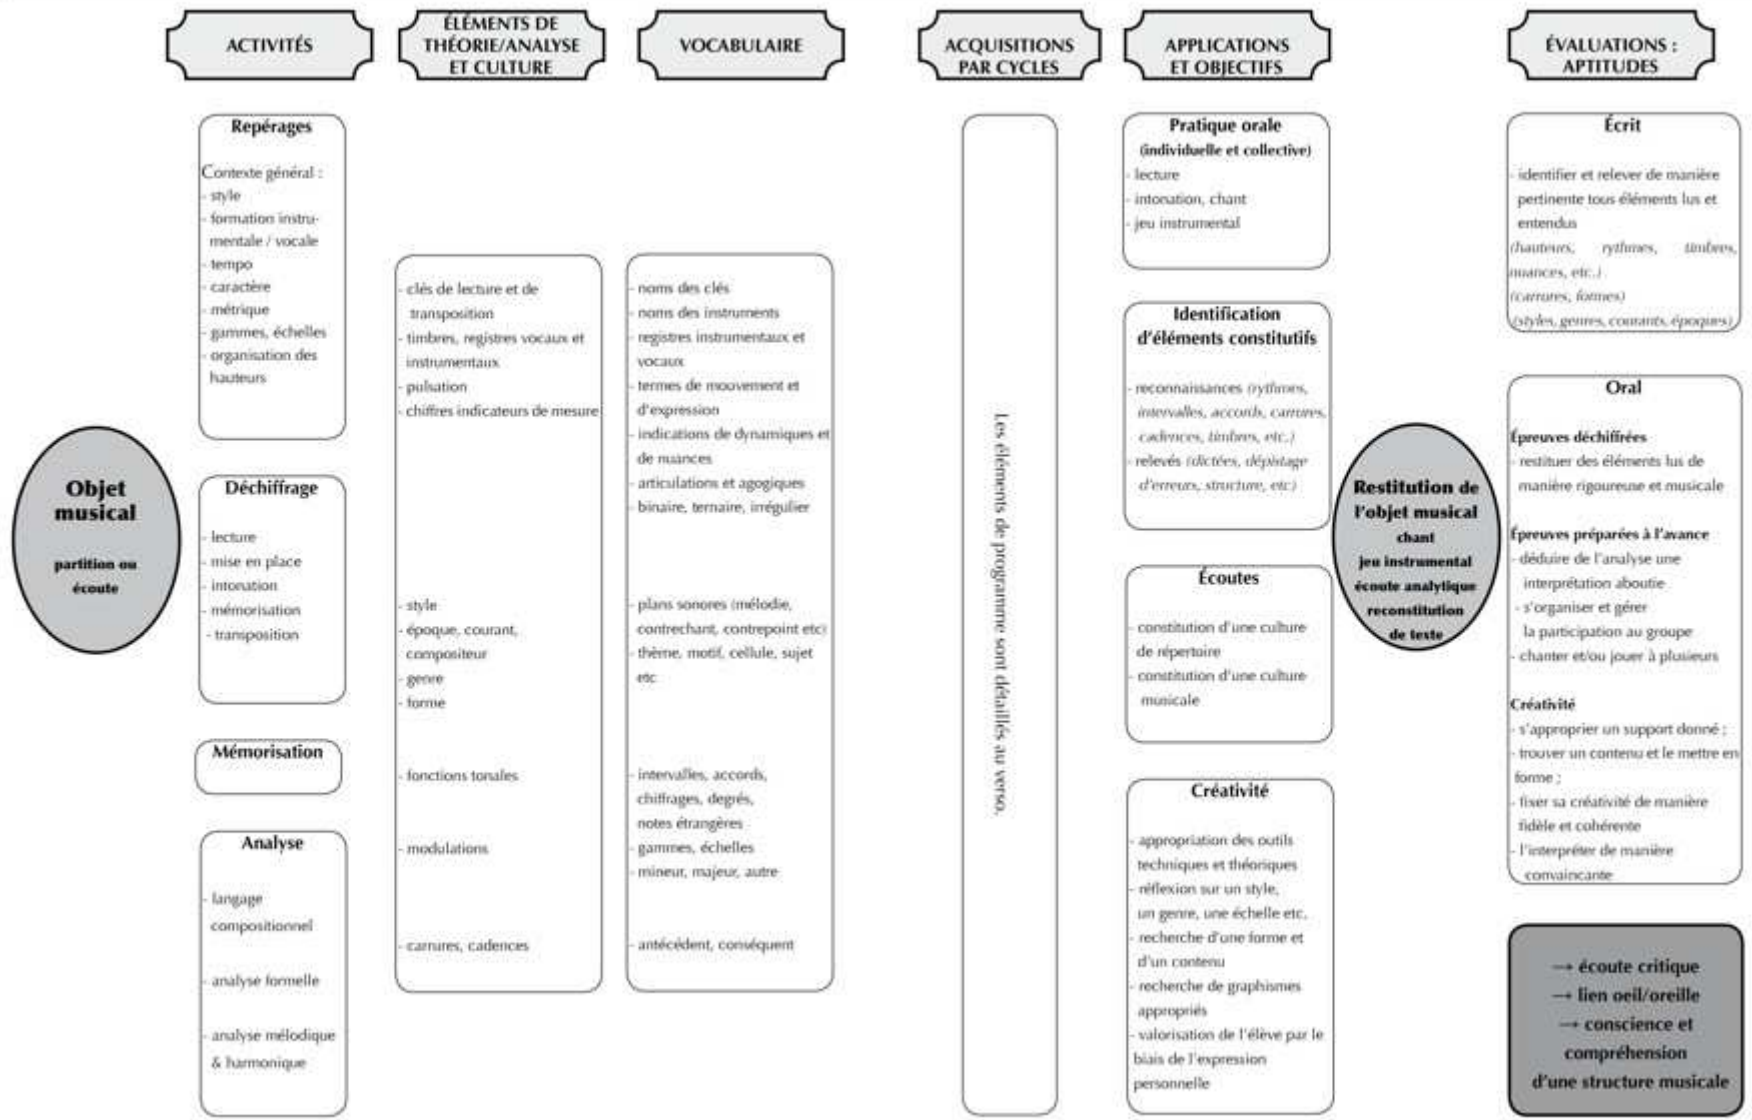 ACTIVITÉS
ÉLÉMENTS DE
THÉORIE/ANALYSE
ET CULTURE
VOCABULAIRE
ACQUISITIONS
PAR CYCLES
APPLICATIONS
ET OBJECTIFS
ÉVALUATIONS :
APTITUDES
Objet
musical
partition ou
écoute
Repérages
Contexte général :
- style
- formation instru-
mentale / vocale
- tempo
- caractère
- métrique
- gammes, échelles
- organisation des
hauteurs
Déchiffrage
- lecture
- mise en place
- intonation
- mémorisation
- transposition
Mémorisation
Analyse
- langage
compositionnel
- analyse formelle
- analyse mélodique
& harmonique
- clés de lecture et de
transposition
- timbres, registres vocaux et
instrumentaux
- pulsation
- chiffres indicateurs de mesure
- style
- époque, courant,
compositeur
- genre
- forme
- fonctions tonales
- modulations
- carrures, cadences
- noms des clés
- noms des instruments
- registres instrumentaux et
vocaux
- termes de mouvement et
d'expression
- indications de dynamiques et
de nuances
- articulations et agogiques
- binaire, ternaire, irrégulier
- plans sonores (mélodie,
contrechant, contrepoint etc)
- thème, motif, cellule, sujet
etc
- intervalles, accords,
chiffrages, degrés,
notes étrangères
- gammes, échelles
- mineur, majeur, autre
- antécédent, conséquent
Les éléments de programme sont détaillés au verso.
Pratique orale
(individuelle et collective)
- lecture
- intonation, chant
- jeu instrumental
Identification
d'éléments constitutifs
- reconnaissances (rythmes,
intervalles, accords, carrures,
cadences, timbres, etc.)
- relevés (dictées, dépistage
d'erreurs, structure, etc)
Écoutes
- constitution d'une culture
de répertoire
- constitution d'une culture
musicale
Créativité
- appropriation des outils
techniques et théoriques
- réflexion sur un style,
un genre, une échelle etc.
- recherche d'une forme et
d'un contenu
- recherche de graphismes
appropriés
- valorisation de l'élève par le
biais de l'expression
personnelle
Restitution de
l'objet musical
chant
jeu instrumental
écoute analytique
reconstitution
de texte
Écrit
- identifier et relever de manière
pertinente tous éléments lus et
entendus
(hauteurs, rythmes, timbres,
nuances, etc.)
(carrures, formes)
(styles, genres, courants, époques)
Oral
Épreuves déchiffrées
- restituer des éléments lus de
manière rigoureuse et musicale
Épreuves préparées à l'avance
- déduire de l'analyse une
interprétation aboutie
- s'organiser et gérer
la participation au groupe
- chanter et/ou jouer à plusieurs
Créativité
- s'approprier un support donné ;
- trouver un contenu et le mettre en
forme ;
- fixer sa créativité de manière
fidèle et cohérente
- l'interpréter de manière
convaincante
→ écoute critique
→ lien oeil/oreille
→ conscience et
compréhension
d'une structure musicale